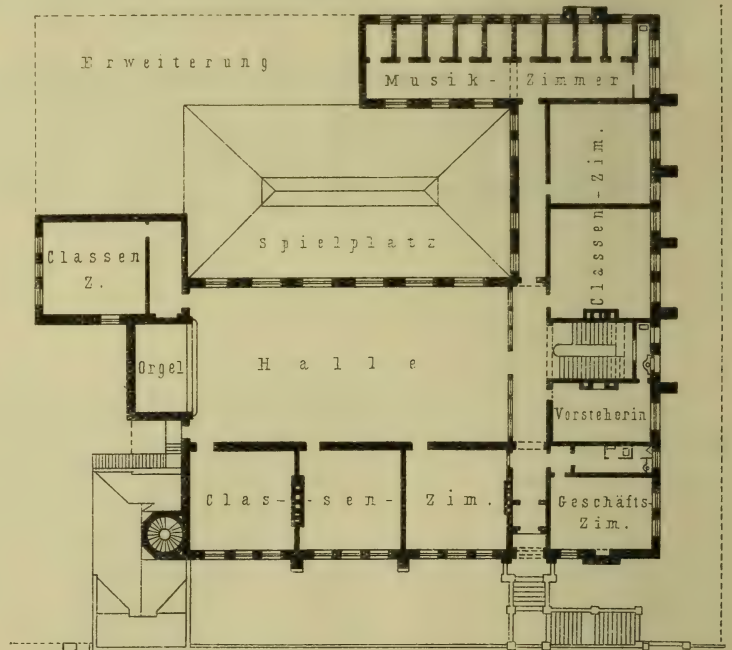 Erweiterung
Musik-Zimmer
Classen-Zim.
Spielplatz
Classen
Z.
Orgel
Halle
Vorsteherin
Clas-sen-Zim.
Geschäfts-
Zim.